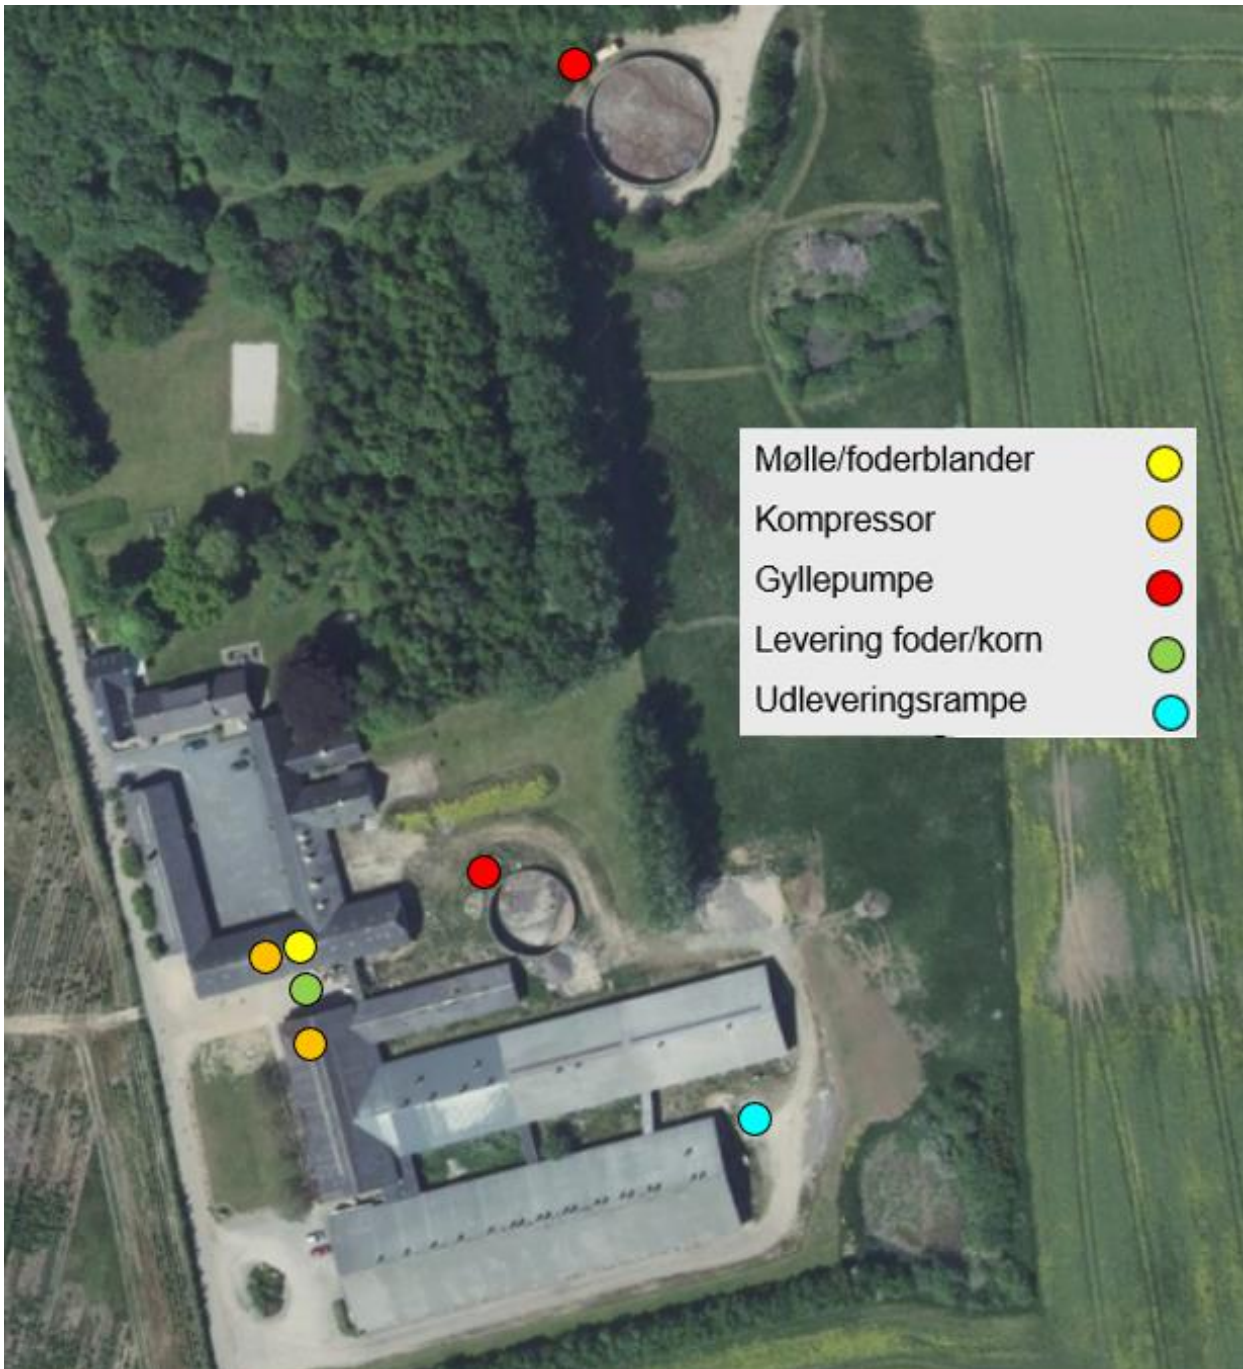 Mølle/foderblander
Kompressor
Gyllepumpe
Levering foder/korn
Udleveringsrampe